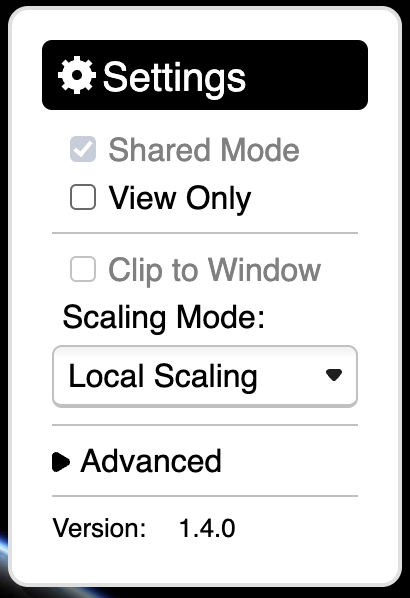 Settings
Shared Mode
View Only
Clip to Window
Scaling Mode:
Local Scaling
Advanced
Version: 1.4.0